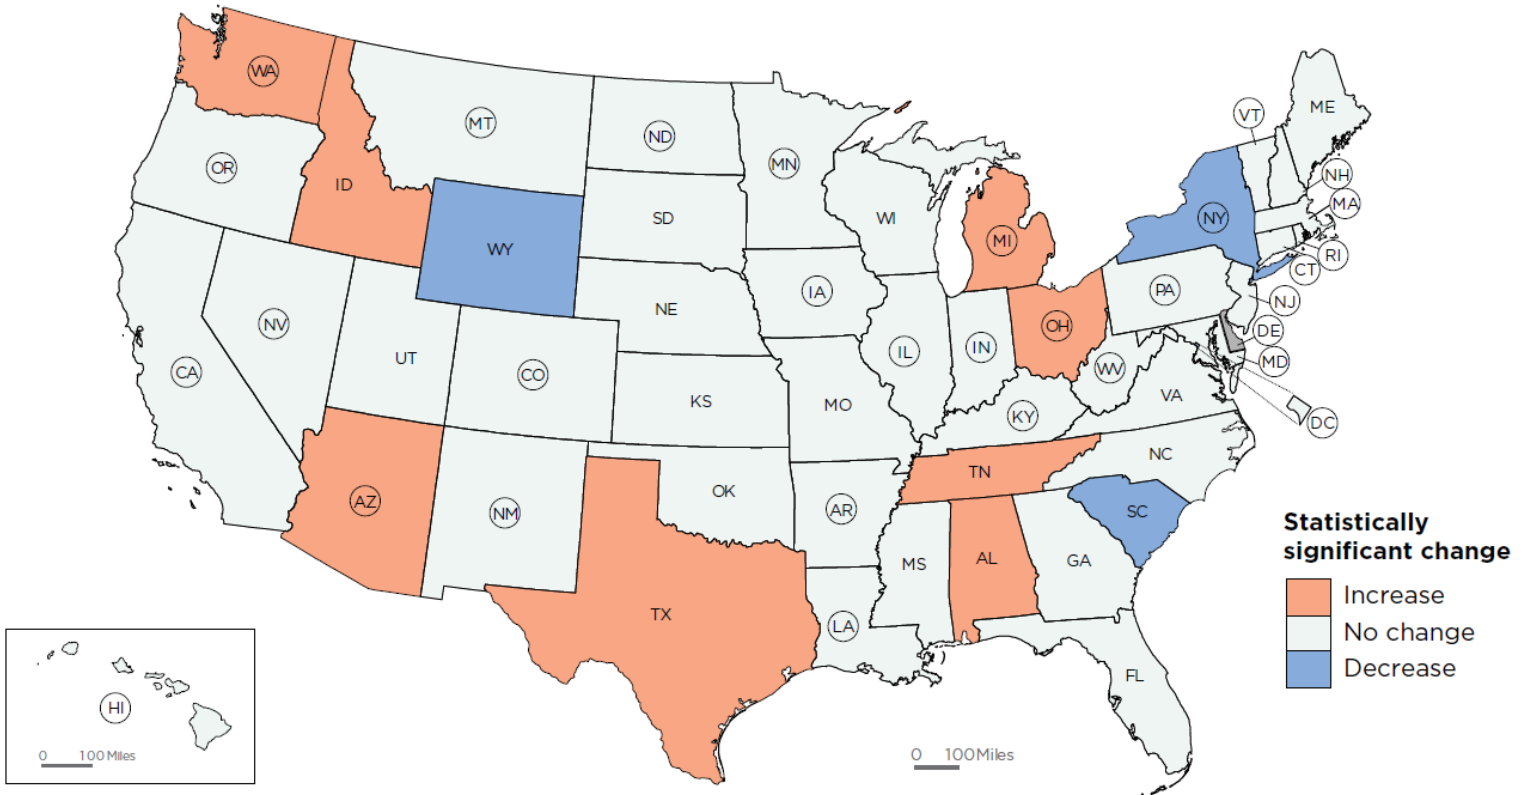 WA
MT
ND
MN
OR
ID
SD
WI
MI
WY
NE
IA
NV
UT
CO
CA
KS
MO
IL
IN
OH
KY
WV
PA
NY
VT
ME
NH
MA
RI
CT
NJ
DE
MD
DC
VA
NC
TN
SC
AZ
NM
OK
AR
MS
AL
GA
TX
LA
FL
HI
0 100 Miles
0 100 Miles
Statistically
significant change
Increase
No change
Decrease